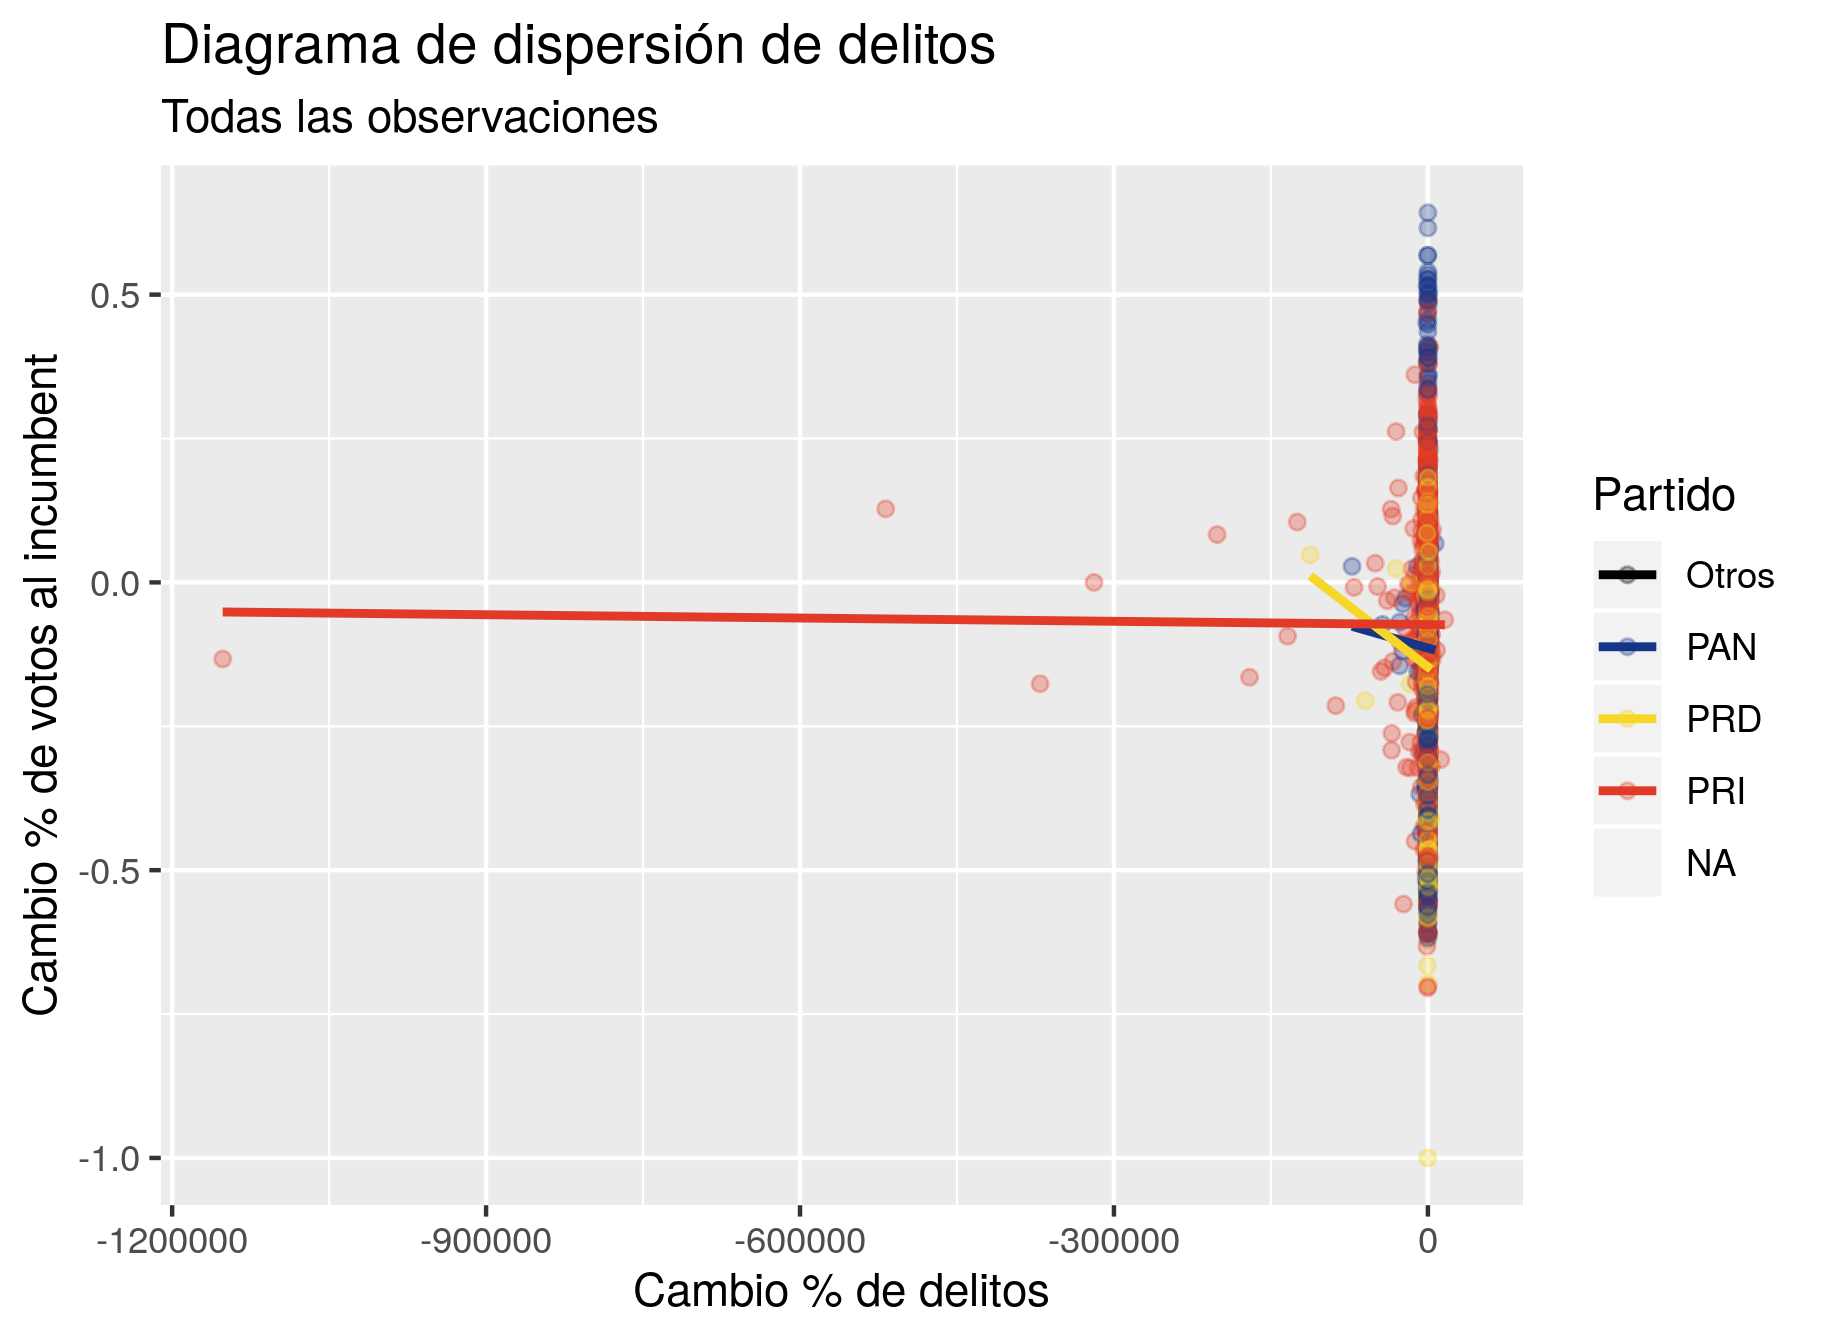 Diagrama de dispersión de delitos
Todas las observaciones
Cambio % de votos al incumbent
0.5
0.0
-0.5
-1.0
-1200000
-900000
-600000
-300000
0
Cambio % de delitos
Partido
Otros
PAN
PRD
PRI
NA